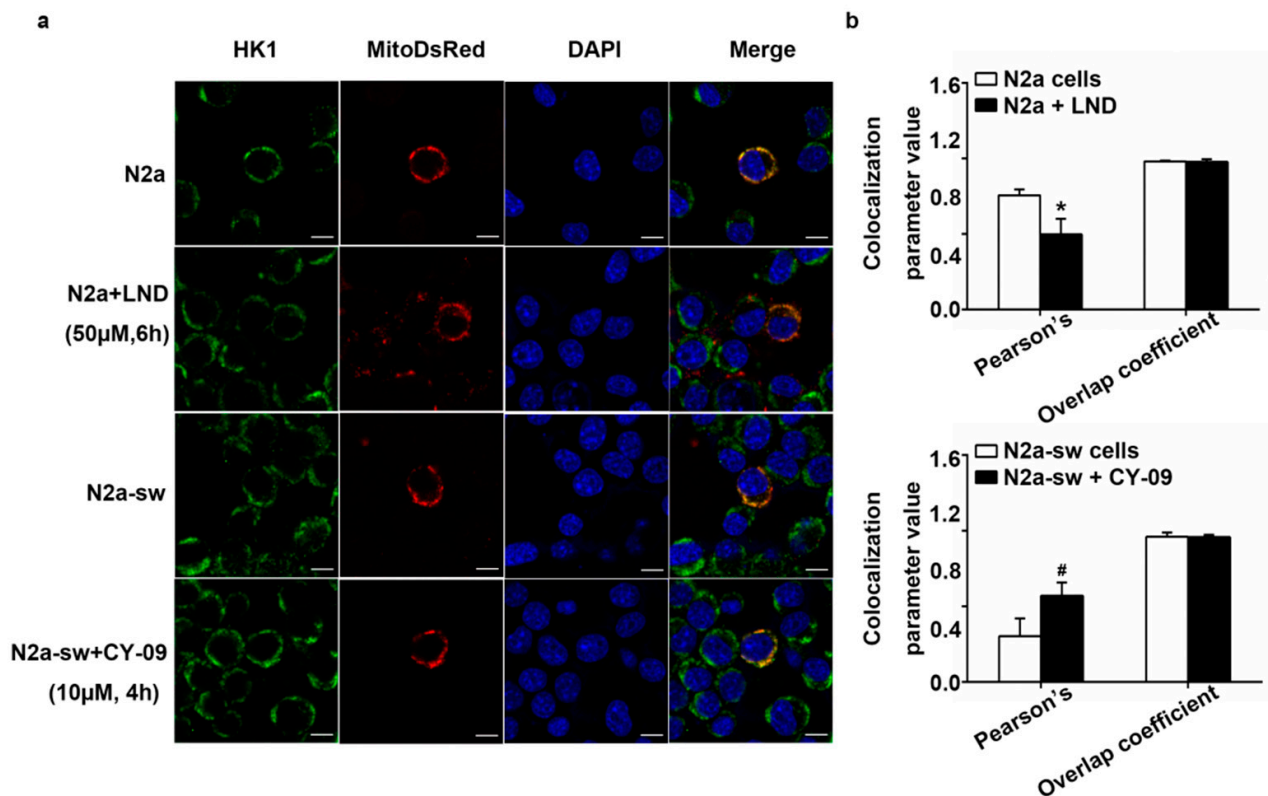 a
HK1 MitoDsRed DAPI Merge
N2a
N2a+LND
(50μM,6h)
N2a-sw
N2a-sw+CY-09
(10μM, 4h)
b
Colocalization
parameter value
1.6
1.2
0.8
0.4
0.0
N2a cells
N2a + LND
*
Pearson's
Overlap coefficient
Colocalization
parameter value
1.6
1.2
0.8
0.4
0.0
N2a-sw cells
N2a-sw + CY-09
#
Pearson's
Overlap coefficient